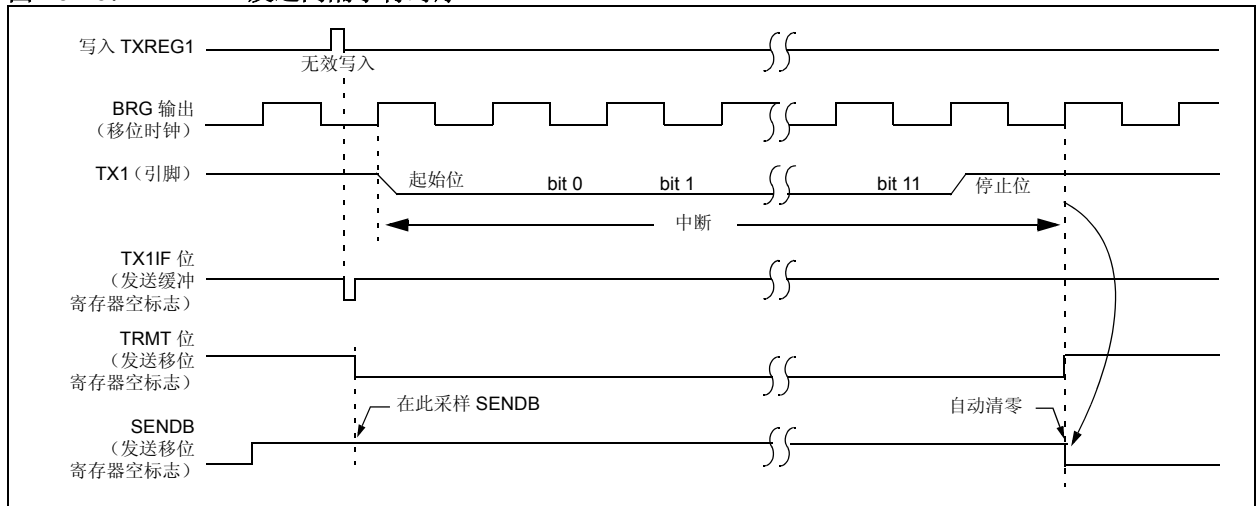 写入 TXREG1
无效写入
BRG 输出
（移位时钟）
TX1（引脚）
起始位
bit 0
bit 1
bit 11
停止位
中断
TX1IF 位
（发送缓冲
寄存器空标志）
TRMT 位
（发送移位
寄存器空标志）
在此采样 SENDB
自动清零
SENDB
（发送移位
寄存器空标志）